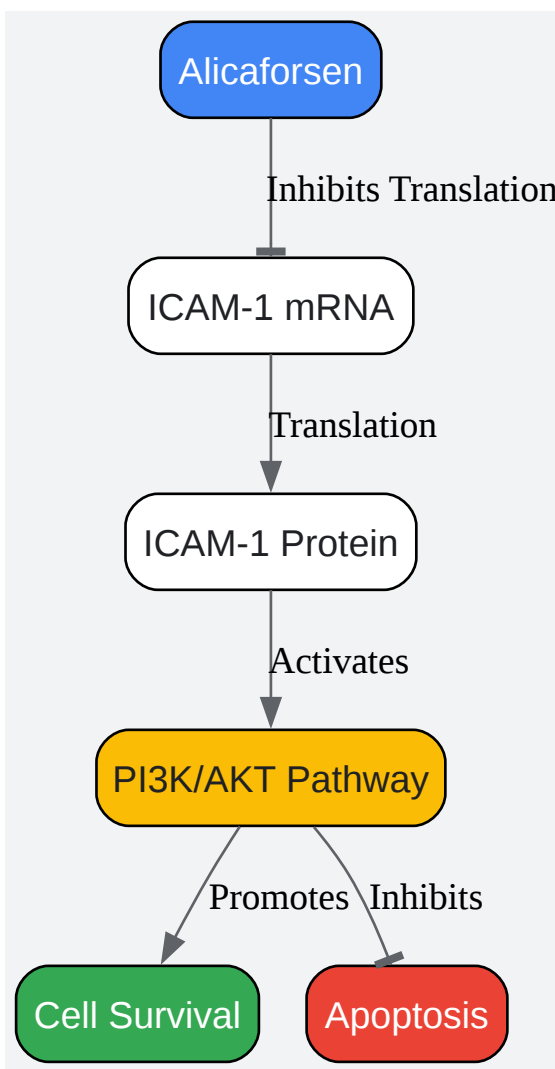 Alicaforsen
Inhibits Translation
ICAM-1 mRNA
Translation
ICAM-1 Protein
Activates
PI3K/AKT Pathway
Promotes
Inhibits
Cell Survival
Apoptosis